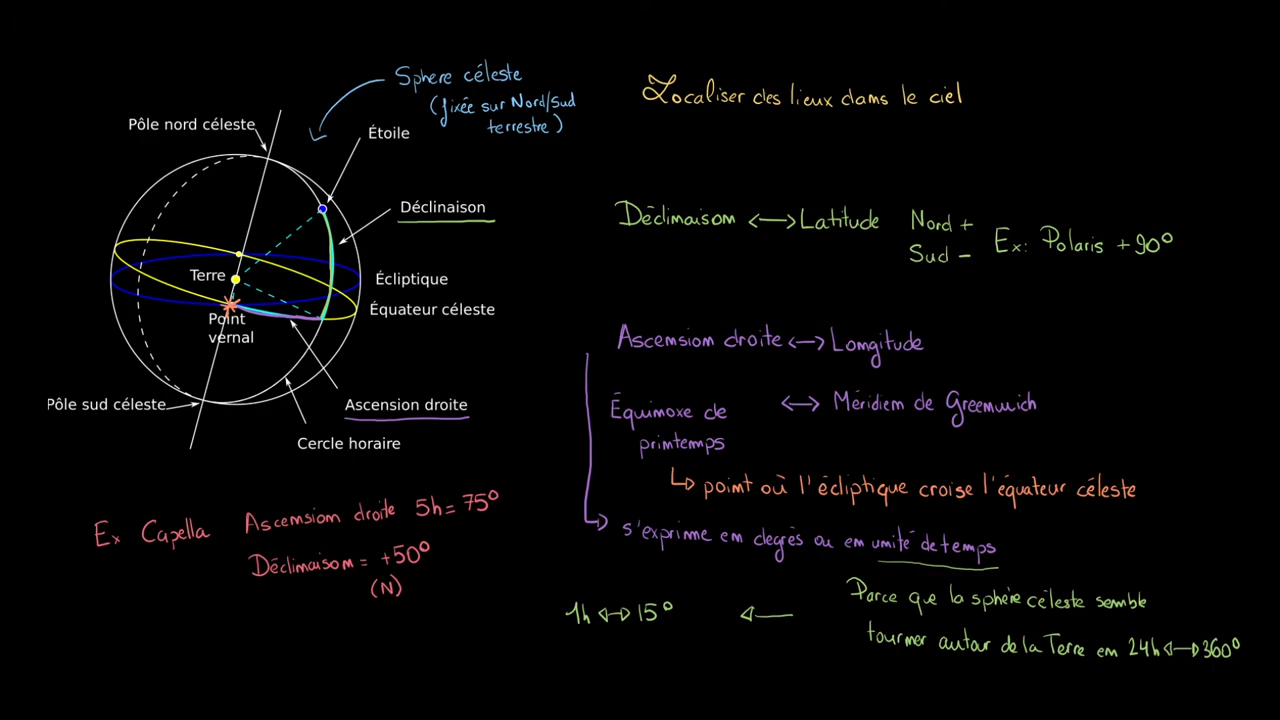 Sphère céleste
(fixée sur Nord/Sud
terrestre)
Localiser des lieux dans le ciel
Pôle nord céleste
Étoile
Déclinaison
Terre
Écliptique
Équateur céleste
Point
vernal
Pôle sud céleste
Ascension droite
Cercle horaire
Déclinaison <-> Latitude Nord + Ex: Polaris +90°
Sud -
Ascension droite <-> Longitude
Équinoxe de <-> Méridien de Greenwich
printemps
point où l'écliptique croise l'équateur céleste
s'exprime en degrés ou en unité de temps
Ex Capella Ascension droite 5h = 75°
Déclinaison = +50°
(N)
Parce que la sphère céleste semble
tourner autour de la Terre en 24h <-> 360°
1h <-> 15°